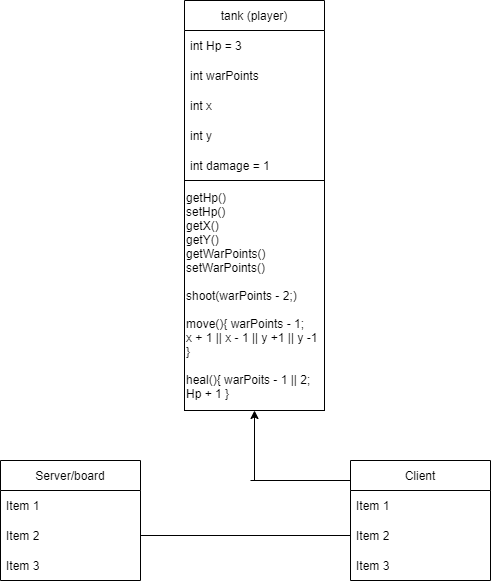 tank (player)
int Hp = 3
int warPoints
int x
int y
int damage = 1
getHp()
setHp()
getX()
getY()
getWarPoints()
setWarPoints()
shoot(warPoints - 2;)
move(){ warPoints - 1;
x + 1 || x - 1 || y +1 || y -1
}
heal(){ warPoits - 1 || 2;
Hp + 1 }
Server/board
Item 1
Item 2
Item 3
Client
Item 1
Item 2
Item 3